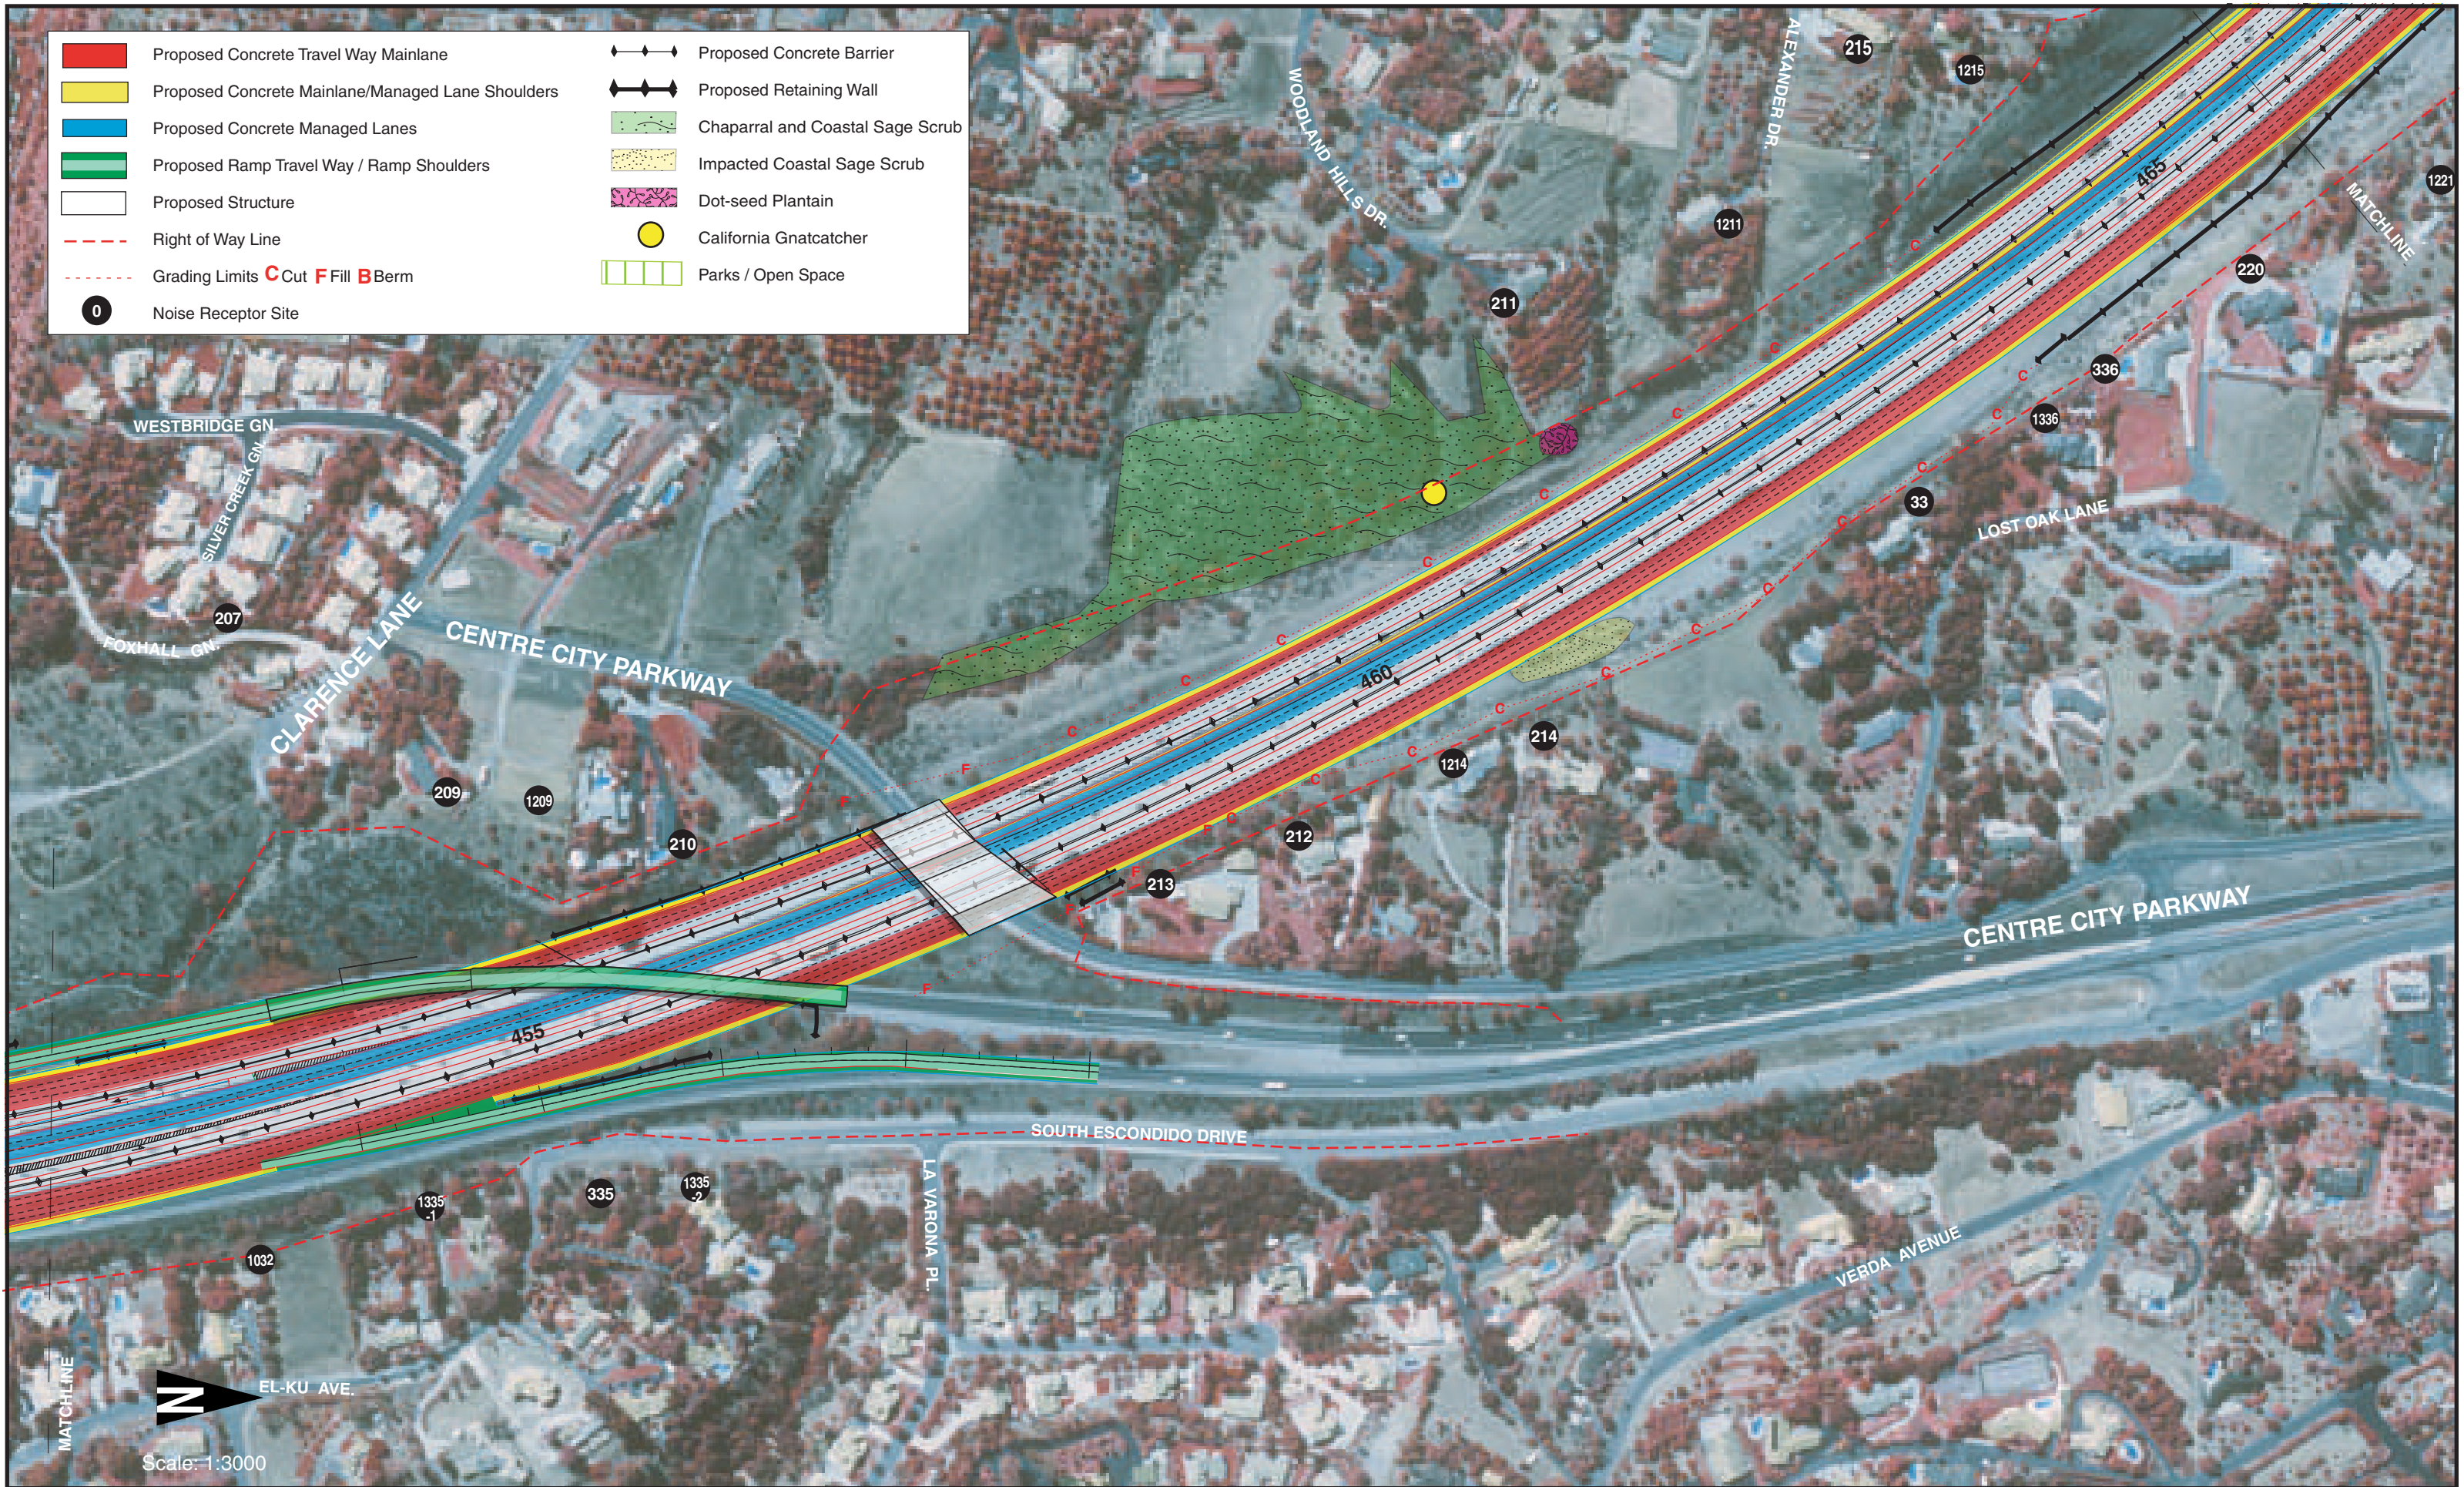 Proposed Concrete Travel Way Mainlane
Proposed Concrete Mainlane/Managed Lane Shoulders
Proposed Concrete Managed Lanes
Proposed Ramp Travel Way / Ramp Shoulders
Proposed Structure
Right of Way Line
Grading Limits C Cut F Fill B Berm
0 Noise Receptor Site
Proposed Concrete Barrier
Proposed Retaining Wall
Chaparral and Coastal Sage Scrub
Impacted Coastal Sage Scrub
Dot-seed Plantain
California Gnatcatcher
Parks / Open Space
WOODLAND HILLS DR.
ALEXANDER DR.
215
1215
1211
211
465
MATCHLINE
1221
220
336
1336
33
LOST OAK LANE
WESTBRIDGE GN.
SILVER CREEK GN.
207
FOXHALL GN.
CLARENCE LANE
CENTRE CITY PARKWAY
209
1209
210
460
214
1214
212
213
C
C
C
C
C
C
C
C
C
F
F
C
C
C
C
C
C
C
C
C
C
C
F
F
F
F
CENTRE CITY PARKWAY
455
SOUTH ESCONDIDO DRIVE
LA VARONA PL.
335
1335
-2
1335
-1
1032
VERDA AVENUE
MATCHLINE
N
EL-KU AVE.
Scale: 1:3000